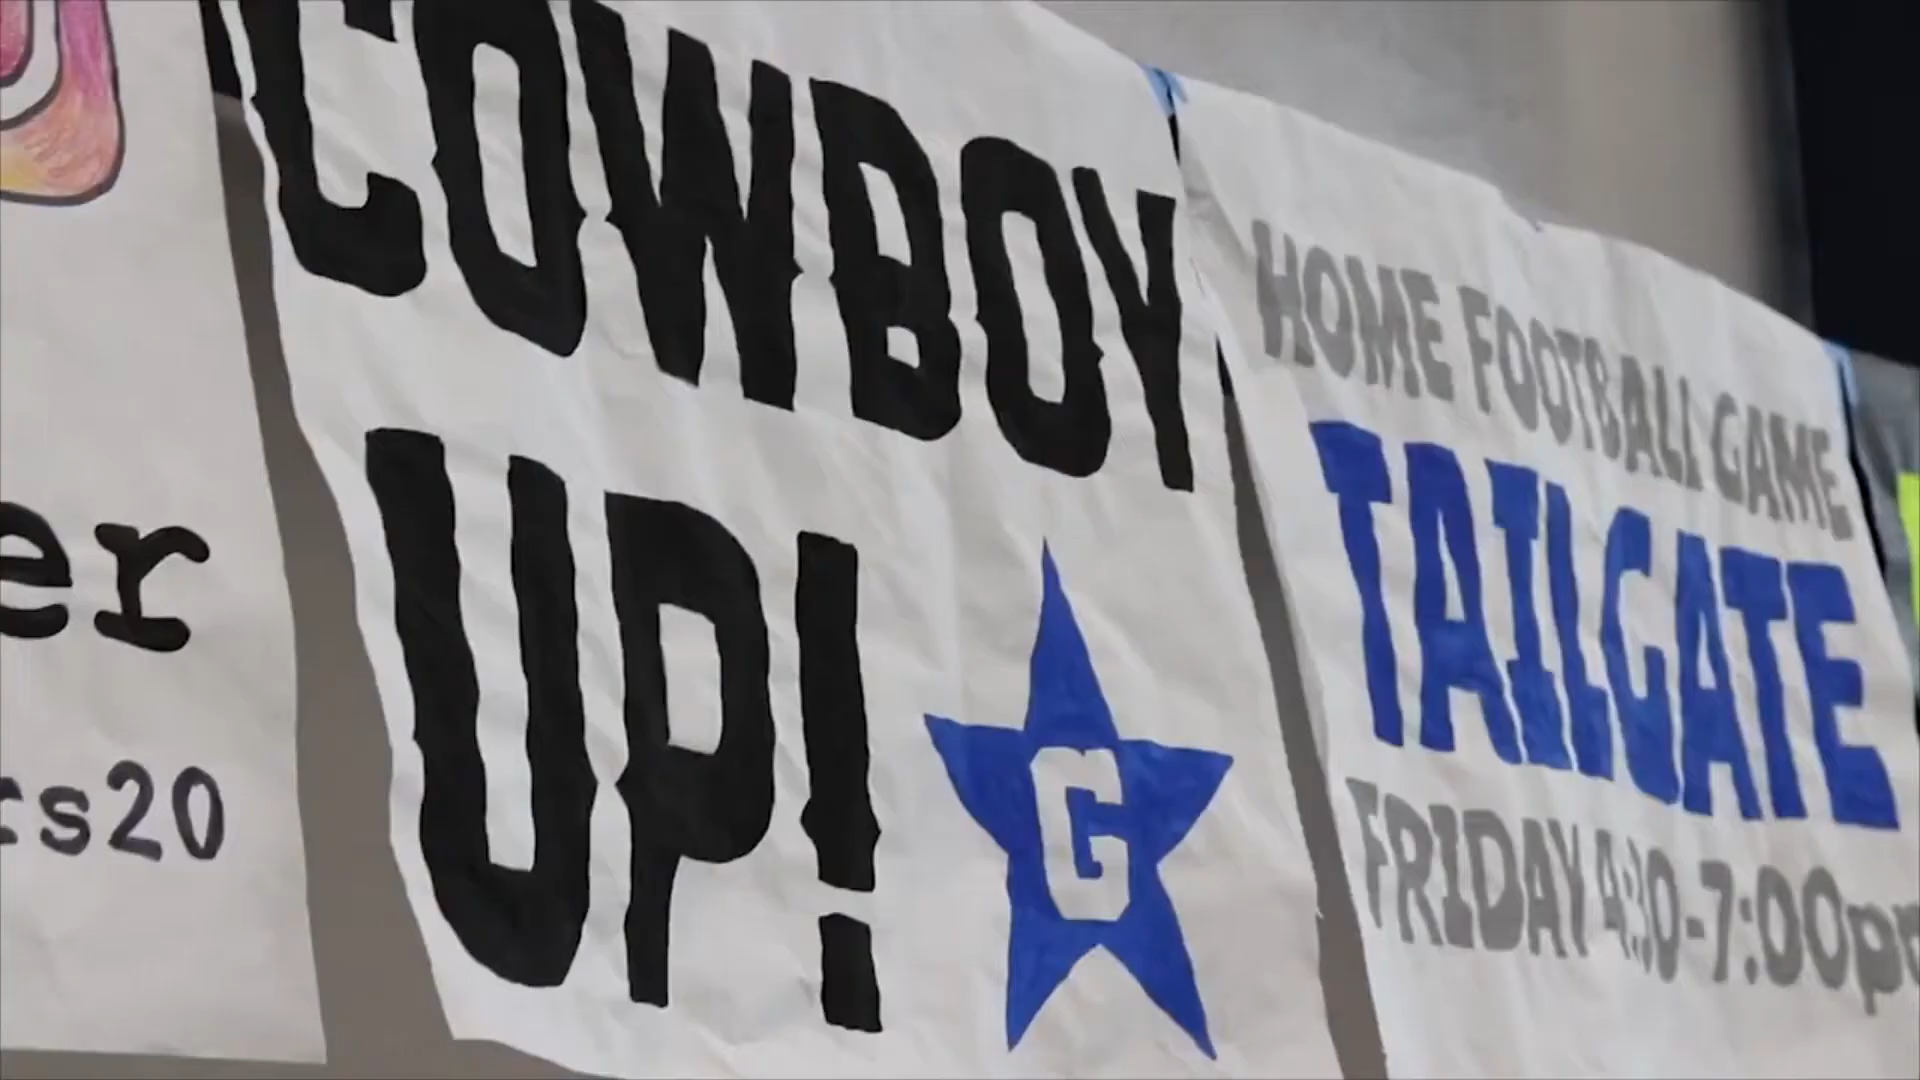 er
rs20
COWBOY
UP!
G
HOME FOOTBALL GAME
TAILGATE
FRIDAY 4:30-7:00p